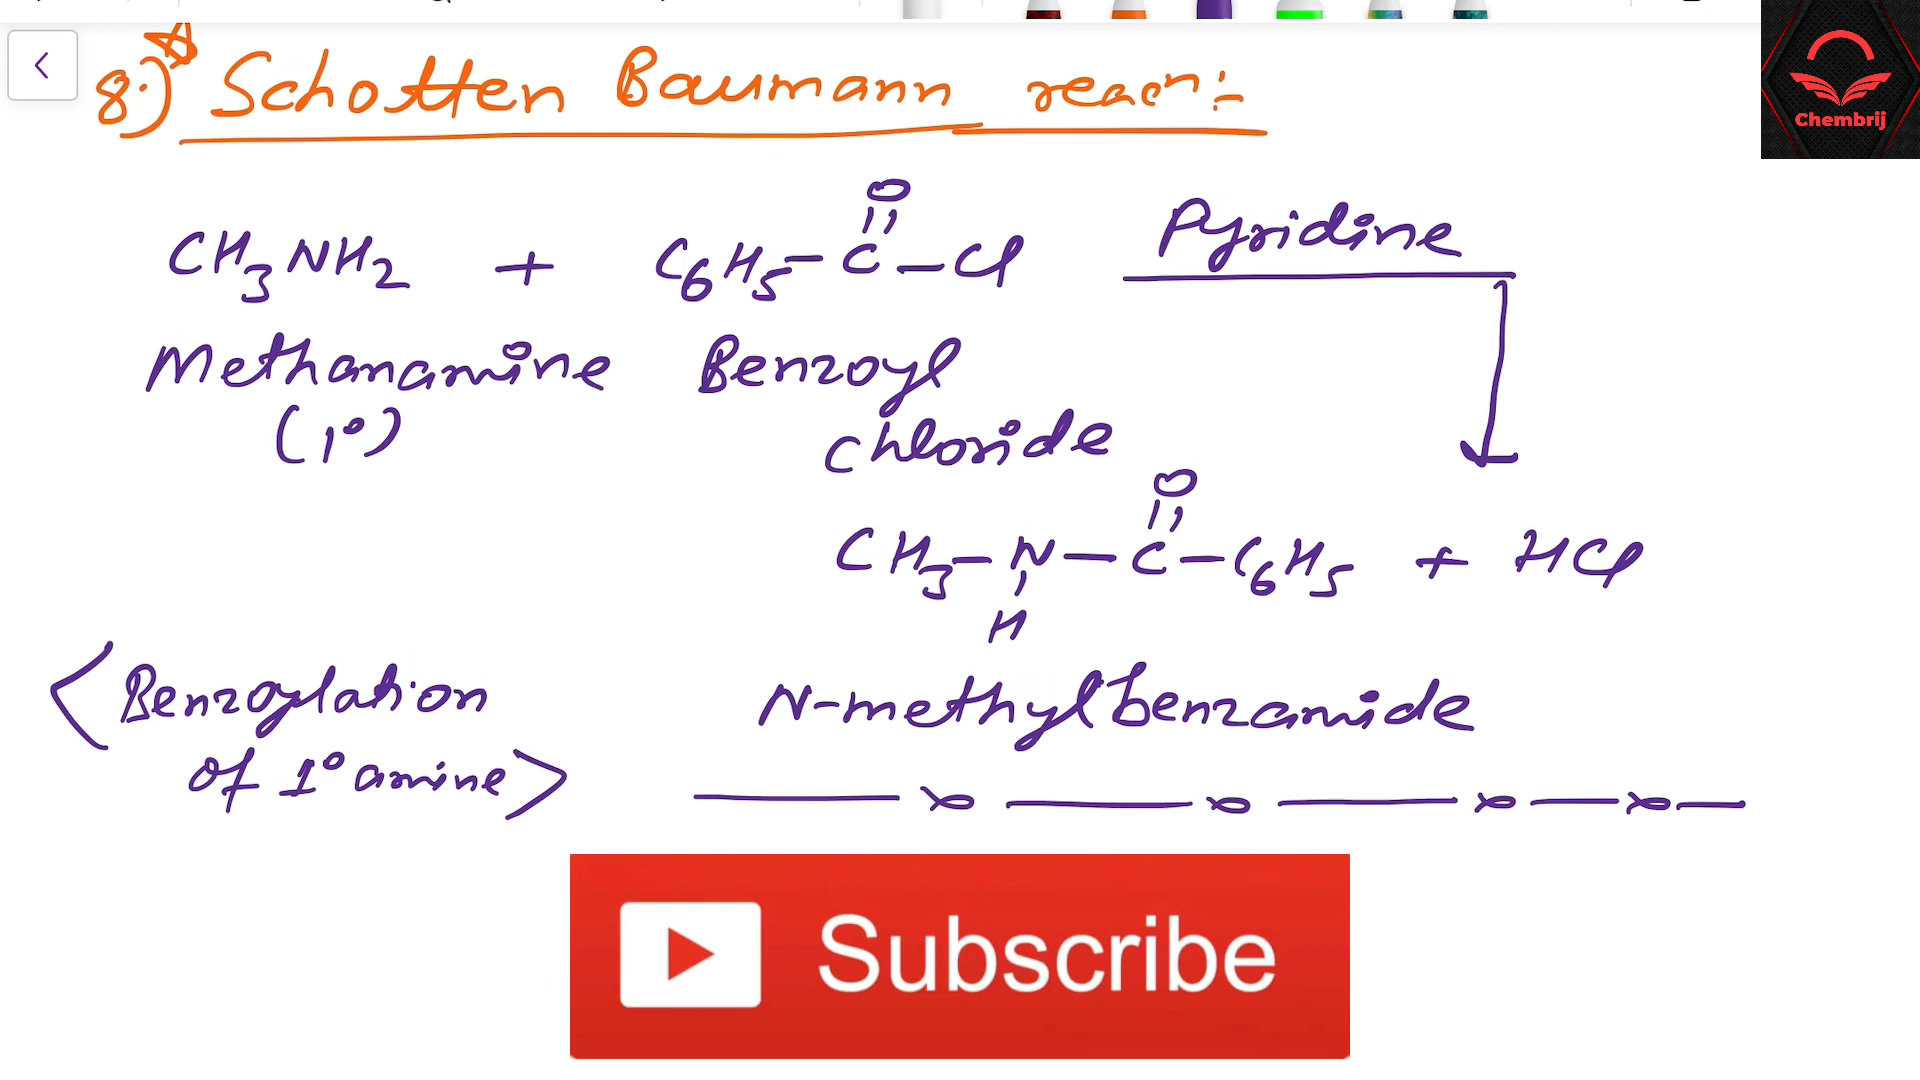 8.) Schotten Baumann reacn:-
Chembrij
O
CH3NH2 + C6H5-C-Cl Pyridine
Methanamine Benzoyl
(1°) chloride
O
CH3-N-C-C6H5 + HCl
H
<Benzoylation N-methylbenzamide
of 1° amine>
Subscribe